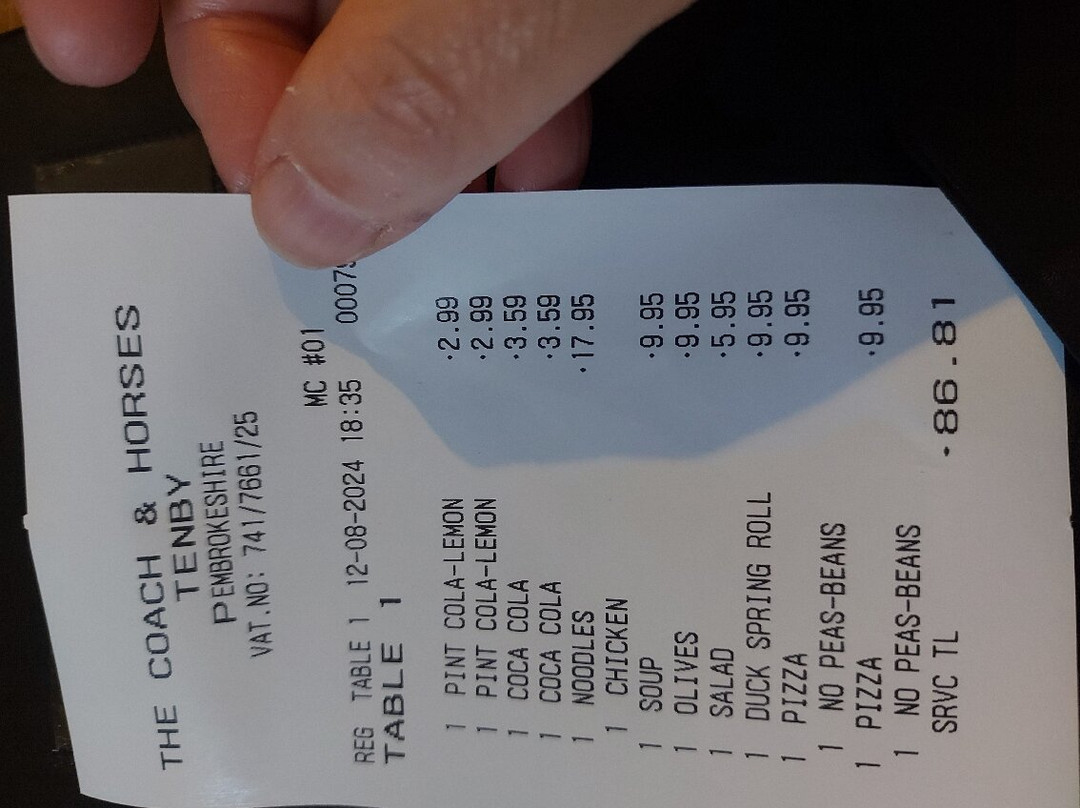 THE COACH & HORSES
TENBY
PEMBROKESHIRE
VAT.NO: 741/7661/25
MC #01
REG TABLE 1 12-08-2024 18:35
TABLE 1
1 PINT COLA-LEMON ·2.99
1 PINT COLA-LEMON ·2.99
1 COCA COLA ·3.59
1 COCA COLA ·3.59
1 NOODLES ·17.95
1 CHICKEN
1 SOUP ·9.95
1 OLIVES ·9.95
1 SALAD ·5.95
1 DUCK SPRING ROLL ·9.95
1 PIZZA ·9.95
1 NO PEAS-BEANS
1 PIZZA ·9.95
1 NO PEAS-BEANS
SRVC TL ·86.81